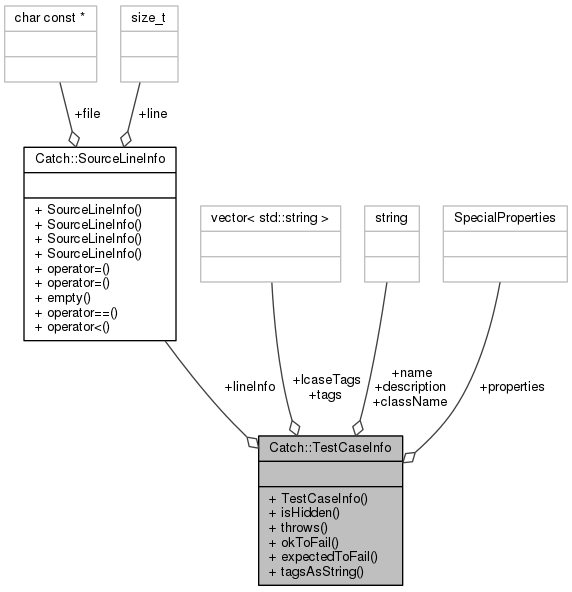 char const *
size_t
+file
+line
Catch::SourceLineInfo
+ SourceLineInfo()
+ SourceLineInfo()
+ SourceLineInfo()
+ SourceLineInfo()
+ operator=()
+ operator=()
+ empty()
+ operator==()
+ operator<()
vector< std::string >
string
SpecialProperties
+lineInfo
+lcaseTags
+tags
+name
+description
+className
+properties
Catch::TestCaseInfo
+ TestCaseInfo()
+ isHidden()
+ throws()
+ okToFail()
+ expectedToFail()
+ tagsAsString()